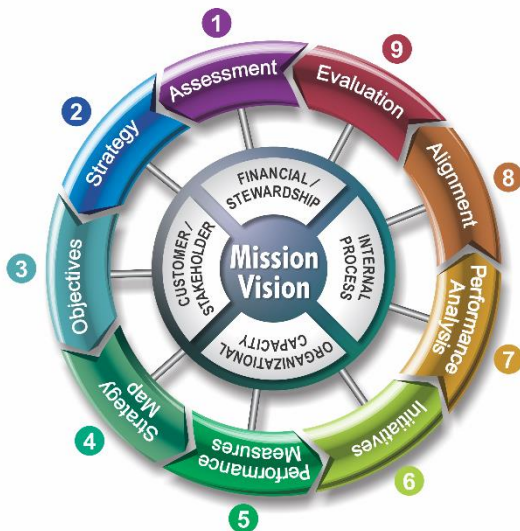 1
Assessment
2
Strategy
3
Objectives
4
Strategy
Map
5
Performance
Measures
6
Initiatives
7
Performance
Analysis
8
Alignment
9
Evaluation
FINANCIAL /
STEWARDSHIP
CUSTOMER /
STAKEHOLDER
INTERNAL
PROCESS
ORGANIZATIONAL
CAPACITY
Mission
Vision